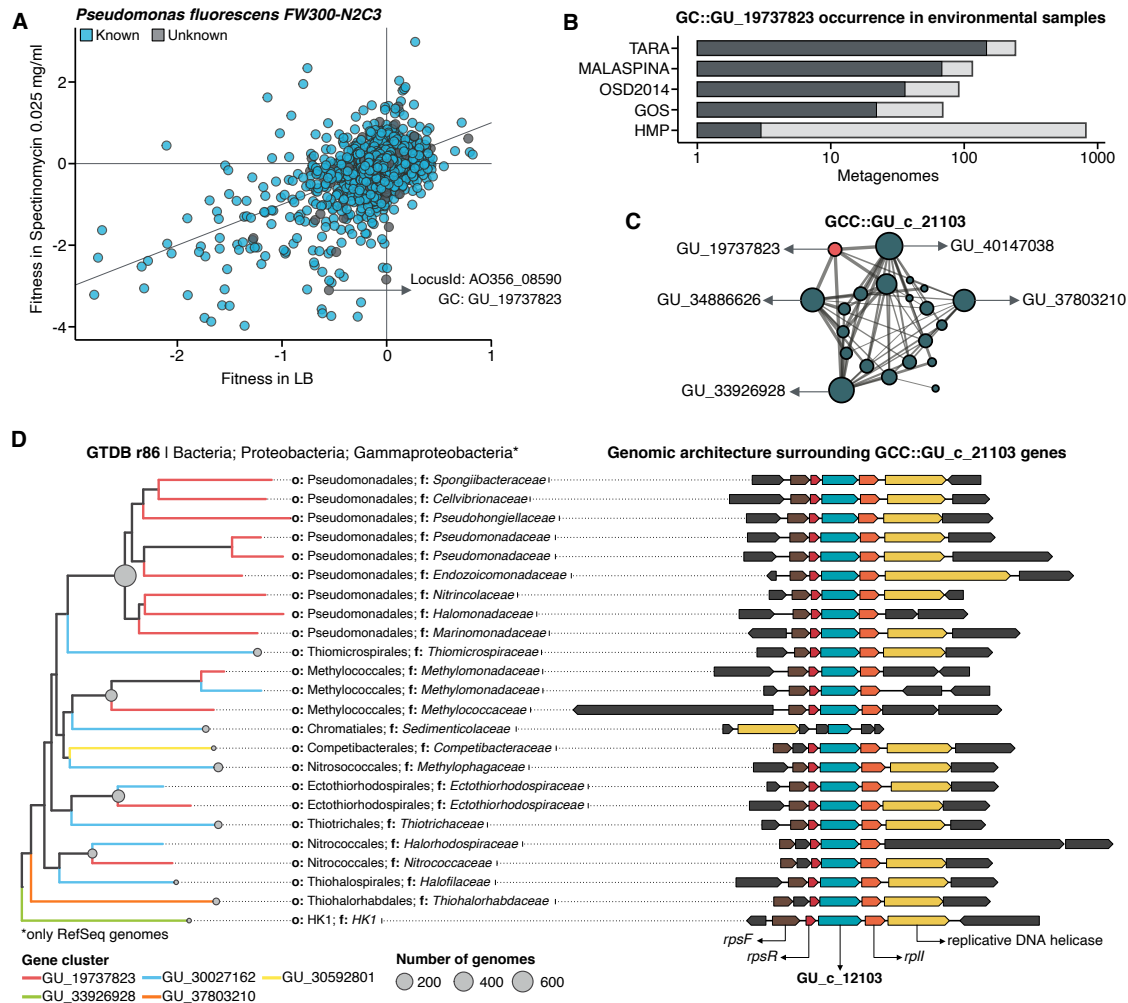 A
Pseudomonas fluorescens FW300-N2C3
Known
Unknown
Fitness in Spectinomycin 0.025 mg/ml
2
0
-2
-4
LocusId: AO356_08590
GC: GU_19737823
-2
-1
0
1
Fitness in LB
B
GC::GU_19737823 occurrence in environmental samples
TARA
MALASPINA
OSD2014
GOS
HMP
1
10
100
1000
Metagenomes
C
GCC::GU_c_21103
GU_19737823
GU_40147038
GU_34886626
GU_37803210
GU_33926928
D
GTDB r86 | Bacteria; Proteobacteria; Gammaproteobacteria*
Genomic architecture surrounding GCC::GU_c_21103 genes
o: Pseudomonadales; f: Spongiibacteraceae
o: Pseudomonadales; f: Cellvibrionaceae
o: Pseudomonadales; f: Pseudohongiellaceae
o: Pseudomonadales; f: Pseudomonadaceae
o: Pseudomonadales; f: Pseudomonadaceae
o: Pseudomonadales; f: Endozoicomonadaceae
o: Pseudomonadales; f: Nitrincolaceae
o: Pseudomonadales; f: Halomonadaceae
o: Pseudomonadales; f: Marinomonadaceae
o: Thiomicrospirales; f: Thiomicrospiraceae
o: Methylococcales; f: Methylomonadaceae
o: Methylococcales; f: Methylomonadaceae
o: Methylococcales; f: Methylococcaceae
o: Chromatiales; f: Sedimenticolaceae
o: Competibacterales; f: Competibacteraceae
o: Nitrosococcales; f: Methylophagaceae
o: Ectothiorhodospirales; f: Ectothiorhodospiraceae
o: Ectothiorhodospirales; f: Ectothiorhodospiraceae
o: Thiotrichales; f: Thiotrichaceae
o: Nitrococcales; f: Halorhodospiraceae
o: Nitrococcales; f: Nitrococcaceae
o: Thiohalospirales; f: Halofilaceae
o: Thiohalorhabdales; f: Thiohalorhabdaceae
o: HK1; f: HK1
*only RefSeq genomes
rpsF
rpsR
GU_c_12103
rplI
replicative DNA helicase
Gene cluster
GU_19737823
GU_30027162
GU_30592801
GU_33926928
GU_37803210
Number of genomes
200
400
600